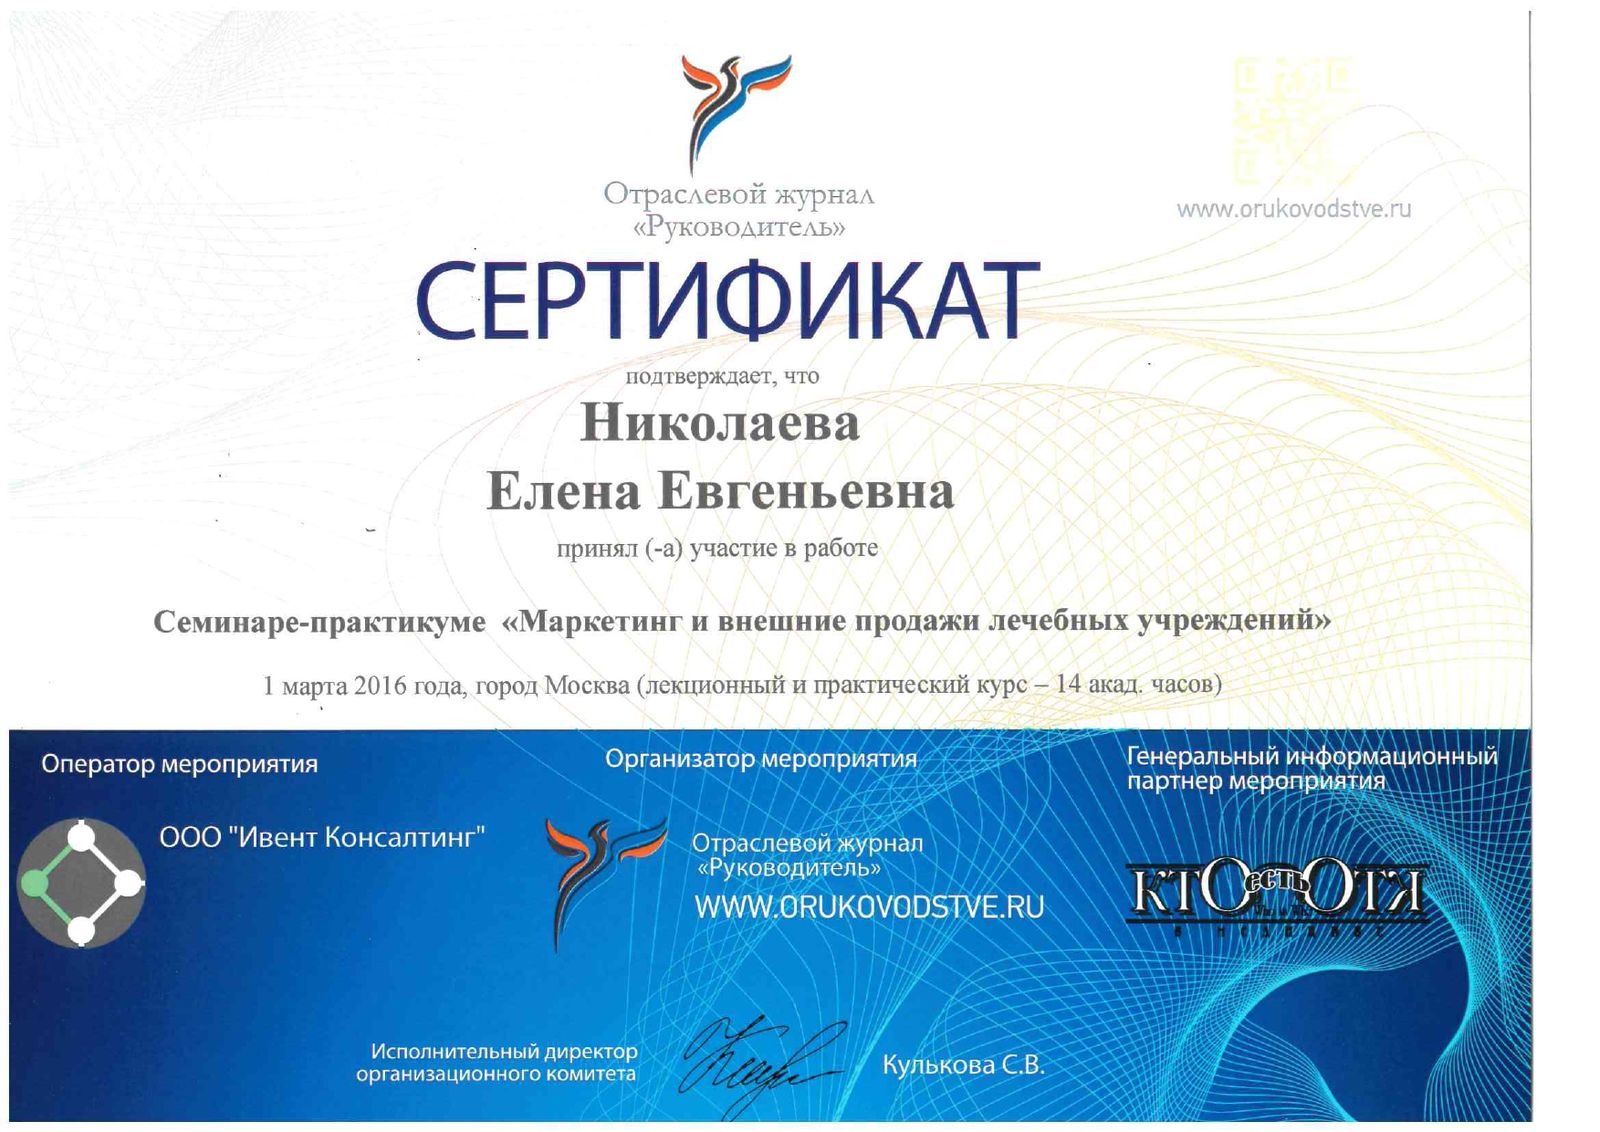 Отраслевой журнал
«Руководитель»
www.orukovodstve.ru
СЕРТИФИКАТ
подтверждает, что
Николаева
Елена Евгеньевна
принял (-а) участие в работе
Семинаре-практикуме «Маркетинг и внешние продажи лечебных учреждений»
1 марта 2016 года, город Москва (лекционный и практический курс – 14 акад. часов)
Оператор мероприятия
ООО "Ивент Консалтинг"
Организатор мероприятия
Отраслевой журнал
«Руководитель»
WWW.ORUKOVODSTVE.RU
Генеральный информационный
партнер мероприятия
КТО есть КТО
в медицине
Исполнительный директор
организационного комитета
Кулькова С.В.